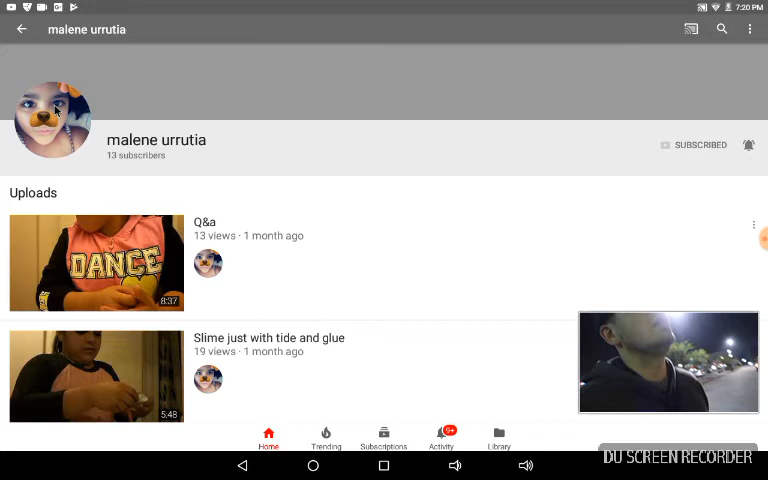 7:20 PM
malene urrutia
malene urrutia
13 subscribers
SUBSCRIBED
Uploads
DANCE
8:37
Q&a
13 views · 1 month ago
5:48
Slime just with tide and glue
19 views · 1 month ago
Home
Trending
Subscriptions
9+
Activity
Library
DU SCREEN RECORDER